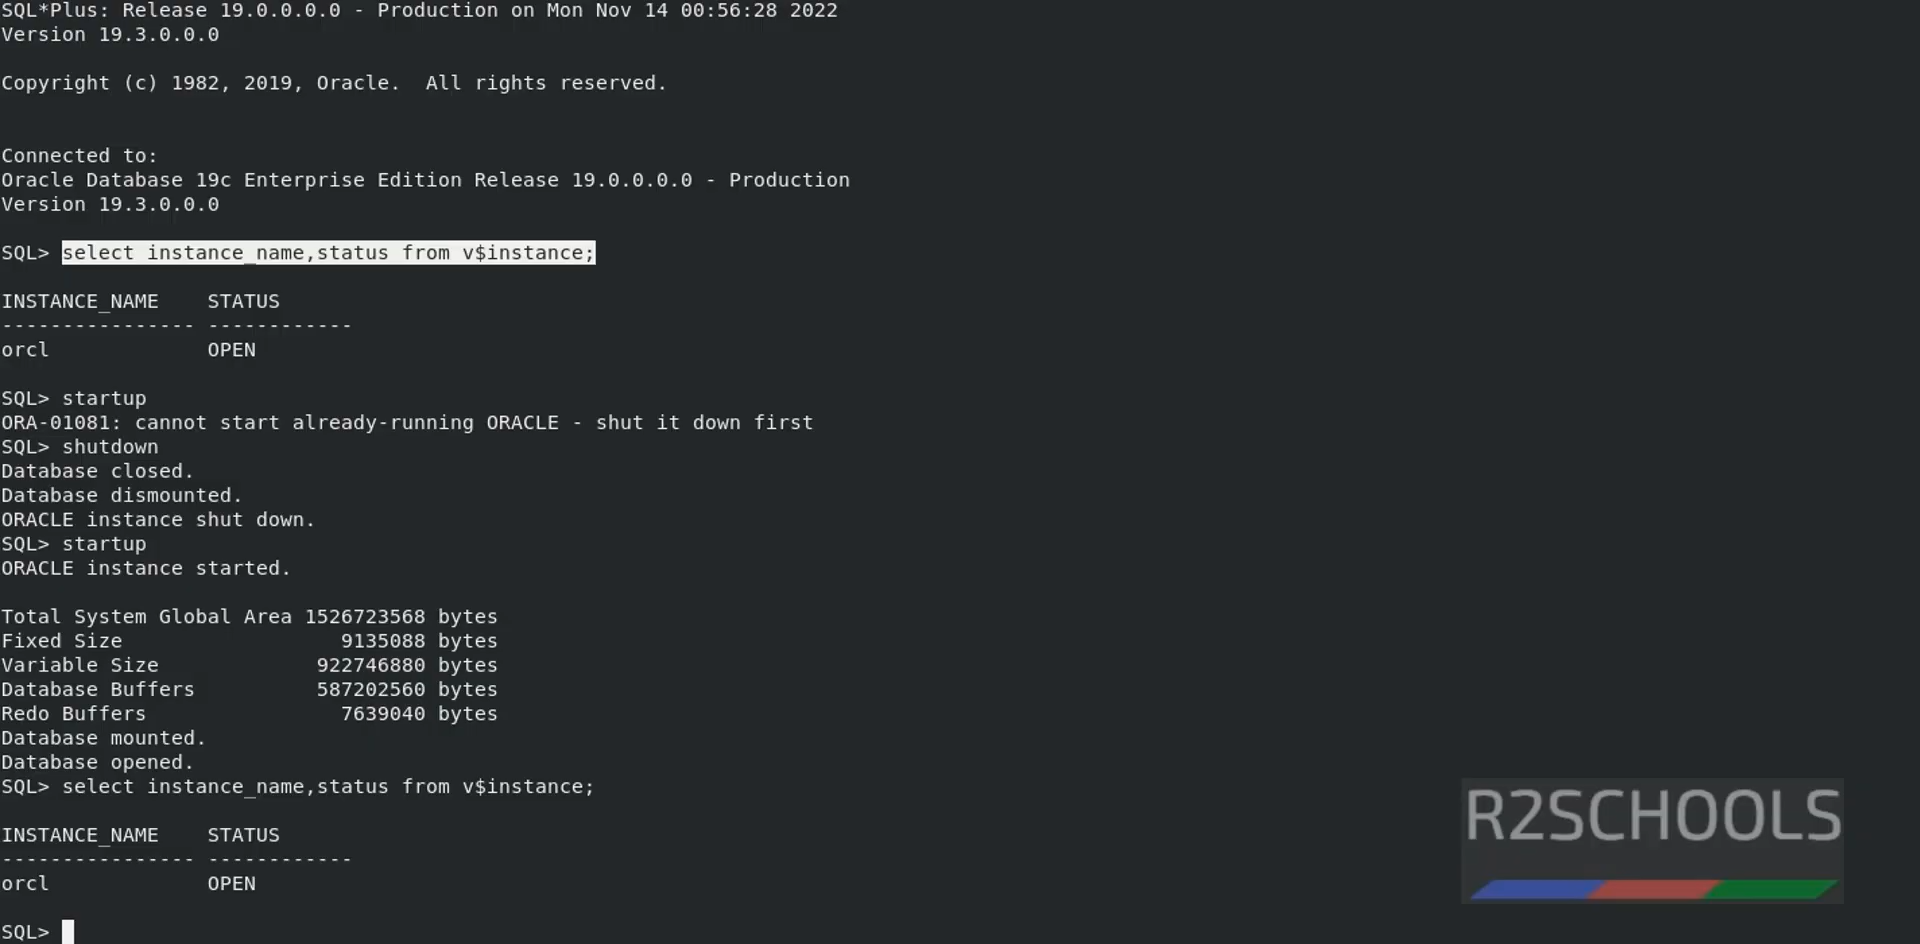 SQL*Plus: Release 19.0.0.0.0 - Production on Mon Nov 14 00:56:28 2022
Version 19.3.0.0.0
Copyright (c) 1982, 2019, Oracle.  All rights reserved.
Connected to:
Oracle Database 19c Enterprise Edition Release 19.0.0.0.0 - Production
Version 19.3.0.0.0
SQL> select instance_name,status from v$instance;
INSTANCE_NAME    STATUS
---------------- ------------
orcl             OPEN
SQL> startup
ORA-01081: cannot start already-running ORACLE - shut it down first
SQL> shutdown
Database closed.
Database dismounted.
ORACLE instance shut down.
SQL> startup
ORACLE instance started.
Total System Global Area 1526723568 bytes
Fixed Size                  9135088 bytes
Variable Size             922746880 bytes
Database Buffers          587202560 bytes
Redo Buffers                7639040 bytes
Database mounted.
Database opened.
SQL> select instance_name,status from v$instance;
INSTANCE_NAME    STATUS
---------------- ------------
orcl             OPEN
SQL>
R2SCHOOLS